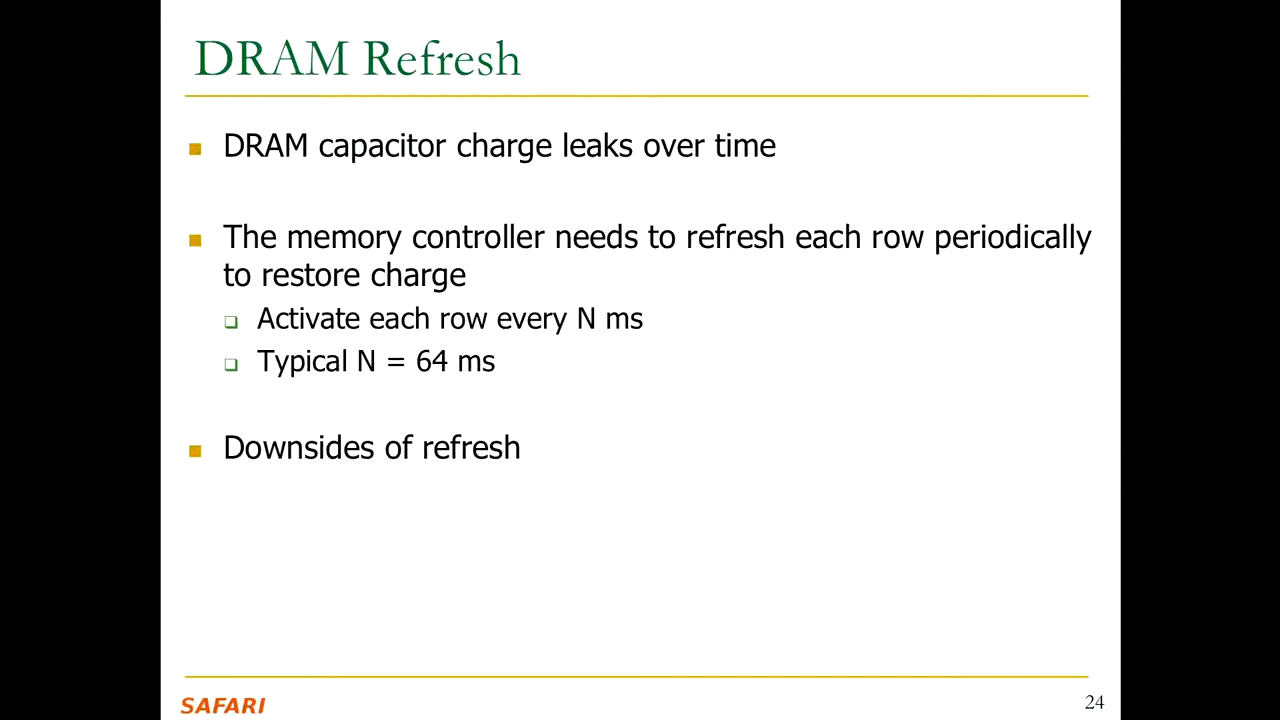 DRAM Refresh
DRAM capacitor charge leaks over time
The memory controller needs to refresh each row periodically
to restore charge
Activate each row every N ms
Typical N = 64 ms
Downsides of refresh
SAFARI
24